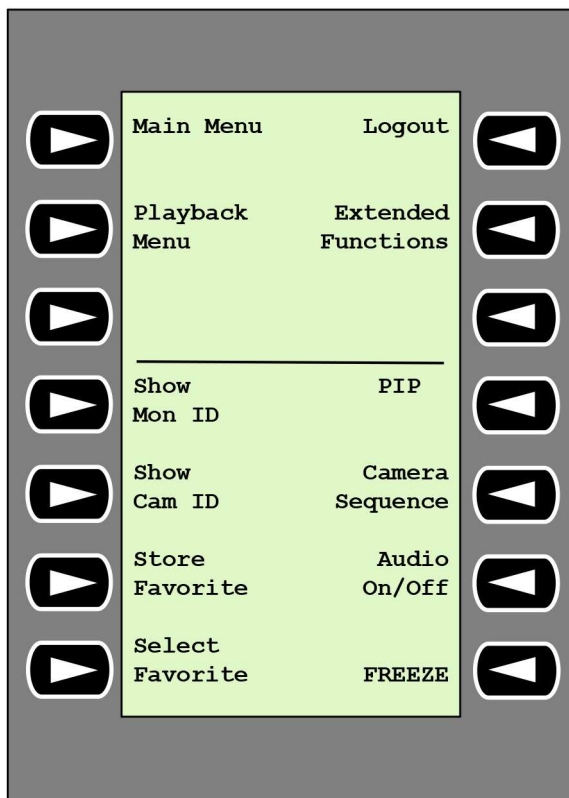 Main Menu Logout
Playback Extended
Menu Functions
Show PIP
Mon ID
Show Camera
Cam ID Sequence
Store Audio
Favorite On/Off
Select
Favorite FREEZE